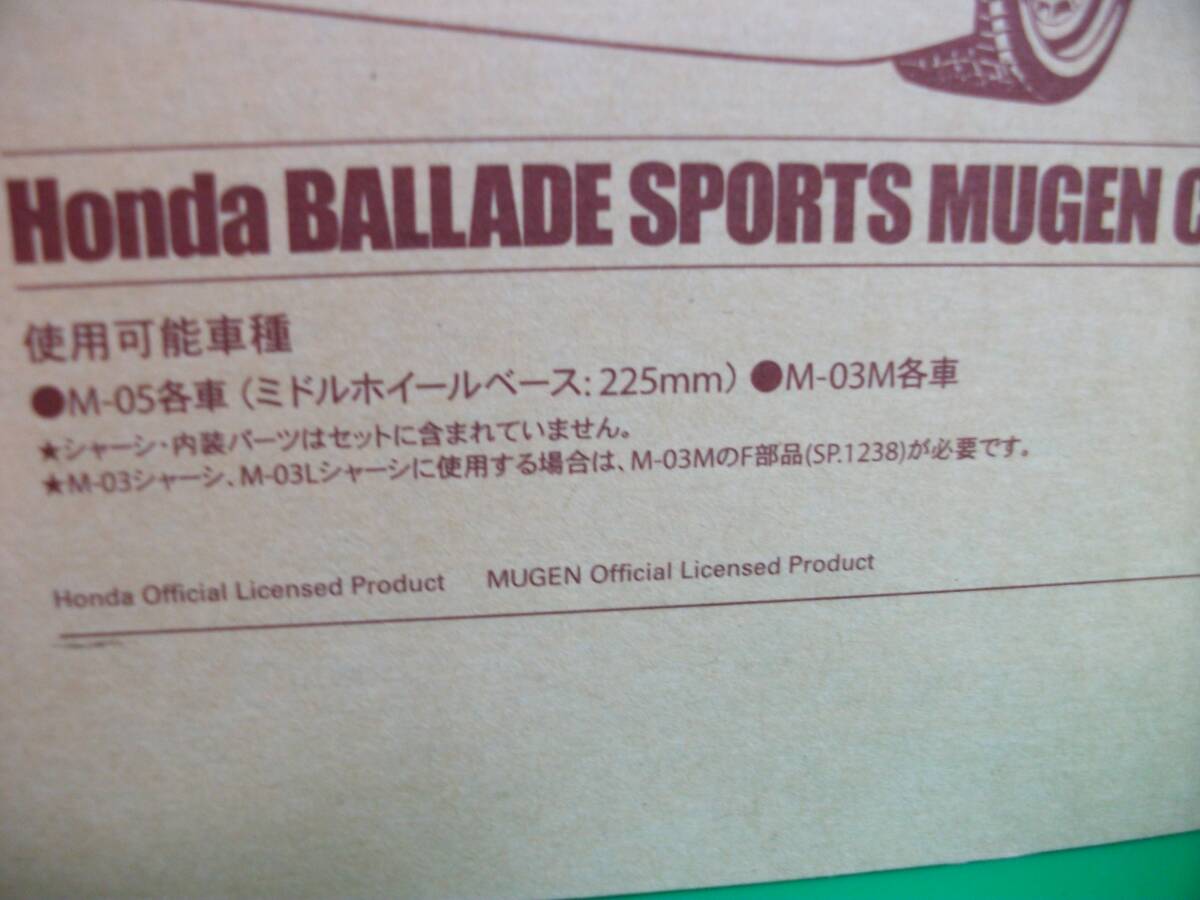 Honda BALLADE SPORTS MUGEN
使用可能車種
●M-05各車（ミドルホイールベース: 225mm）●M-03M各車
★シャーシ・内装パーツはセットに含まれていません。
★M-03シャーシ、M-03Lシャーシに使用する場合は、M-03MのF部品(SP.1238)が必要です。
Honda Official Licensed Product MUGEN Official Licensed Product